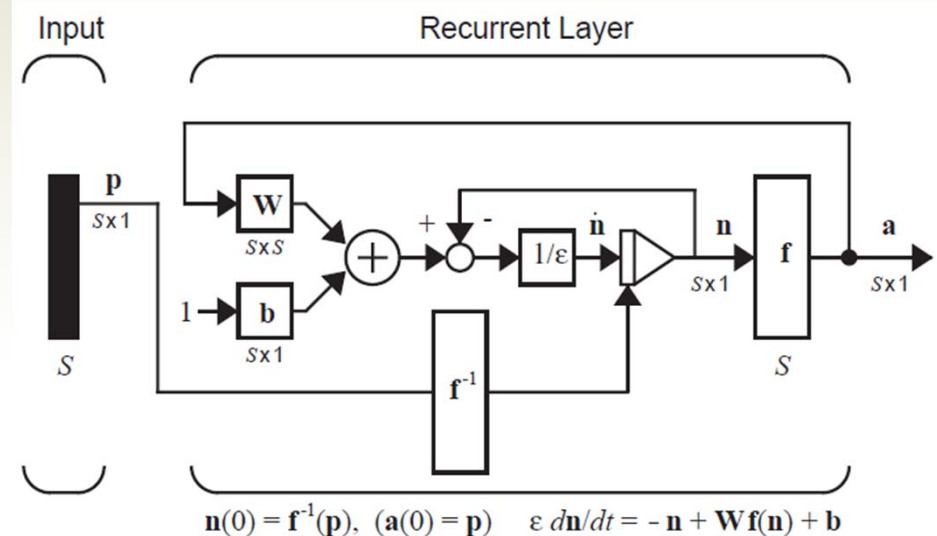 Input Recurrent Layer
p
S x 1
W
S x S
1 b
S x 1
+ -
+
1/ε
ṅ
n
S x 1
f
a
S x 1
S
S
f⁻¹
n(0) = f⁻¹(p), (a(0) = p) ε dn/dt = - n + W f(n) + b